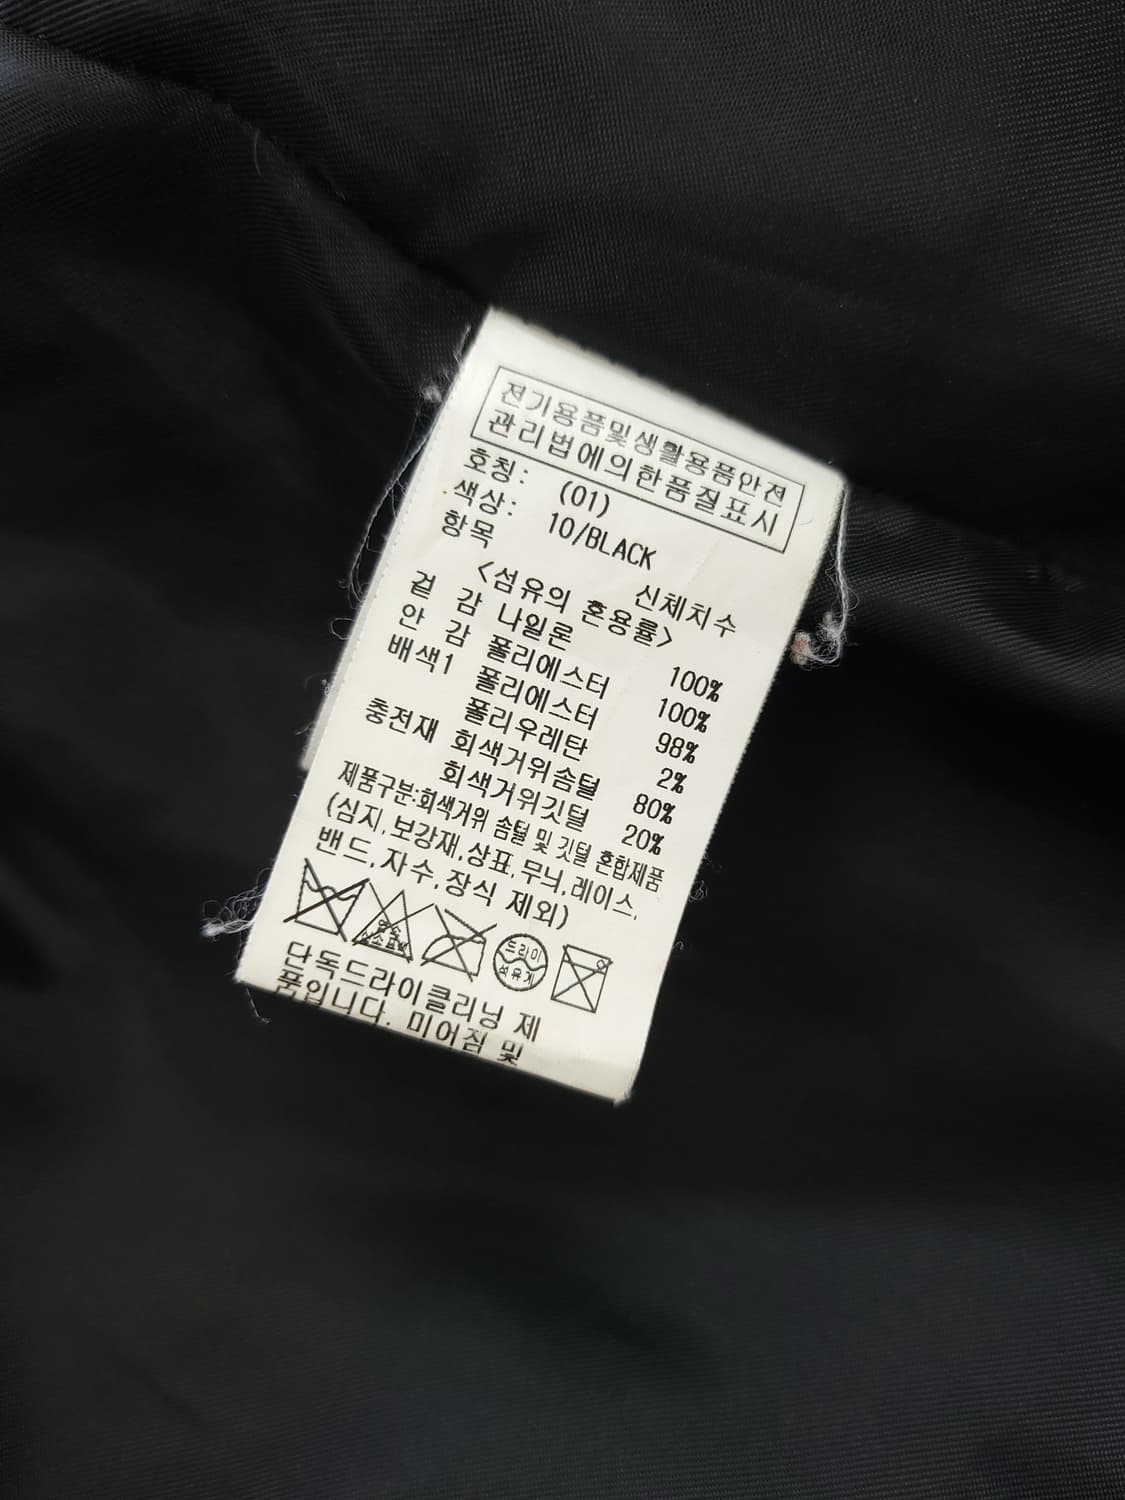 전기용품및생활용품안전
관리법에의한품질표시
호칭: (01)
색상: 10/BLACK
항목 신체치수
<섬유의 혼용률>
겉 감 나일론 100%
안 감 폴리에스터 100%
배색1 폴리에스터 98%
폴리우레탄 2%
충전재 회색거위솜털 80%
회색거위깃털 20%
제품구분:회색거위 솜털 및 깃털 혼합제품
(심지,보강재,상표,무늬,레이스,
밴드,자수,장식 제외)
드라이
석유계
단독드라이클리닝 제
품입니다. 미어짐 및